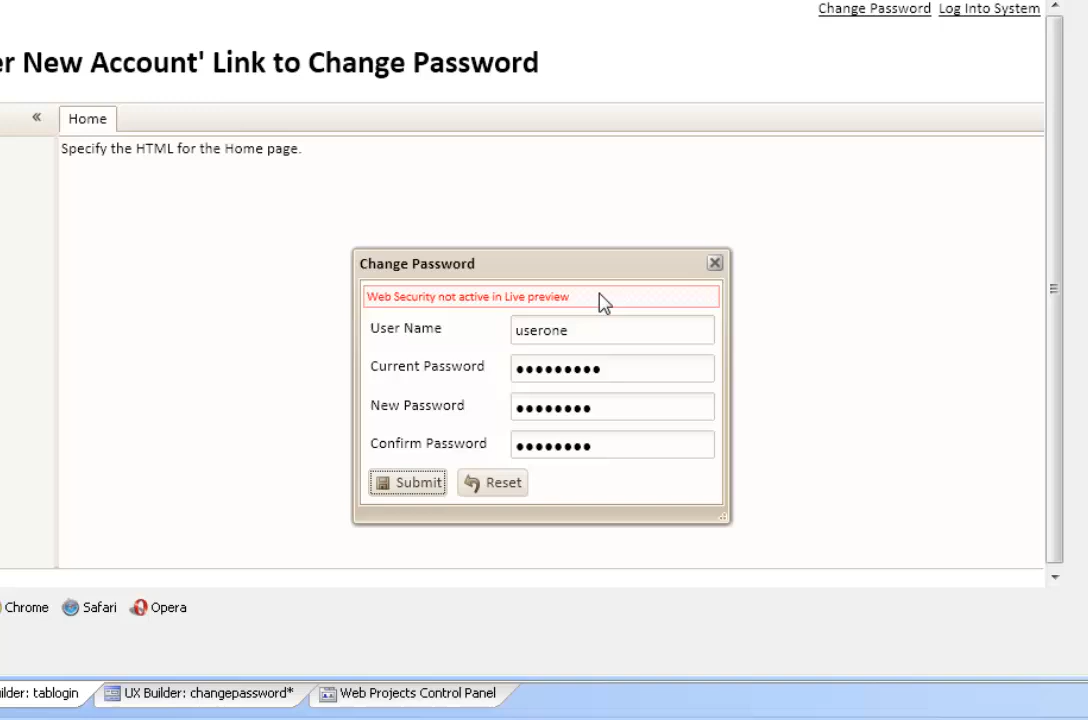 Change Password Log Into System
er New Account' Link to Change Password
« Home
Specify the HTML for the Home page.
Change Password
Web Security not active in Live preview
User Name userone
Current Password ●●●●●●●●●
New Password ●●●●●●●●
Confirm Password ●●●●●●●●
Submit Reset
Chrome Safari Opera
uilder: tablogin UX Builder: changepassword* Web Projects Control Panel